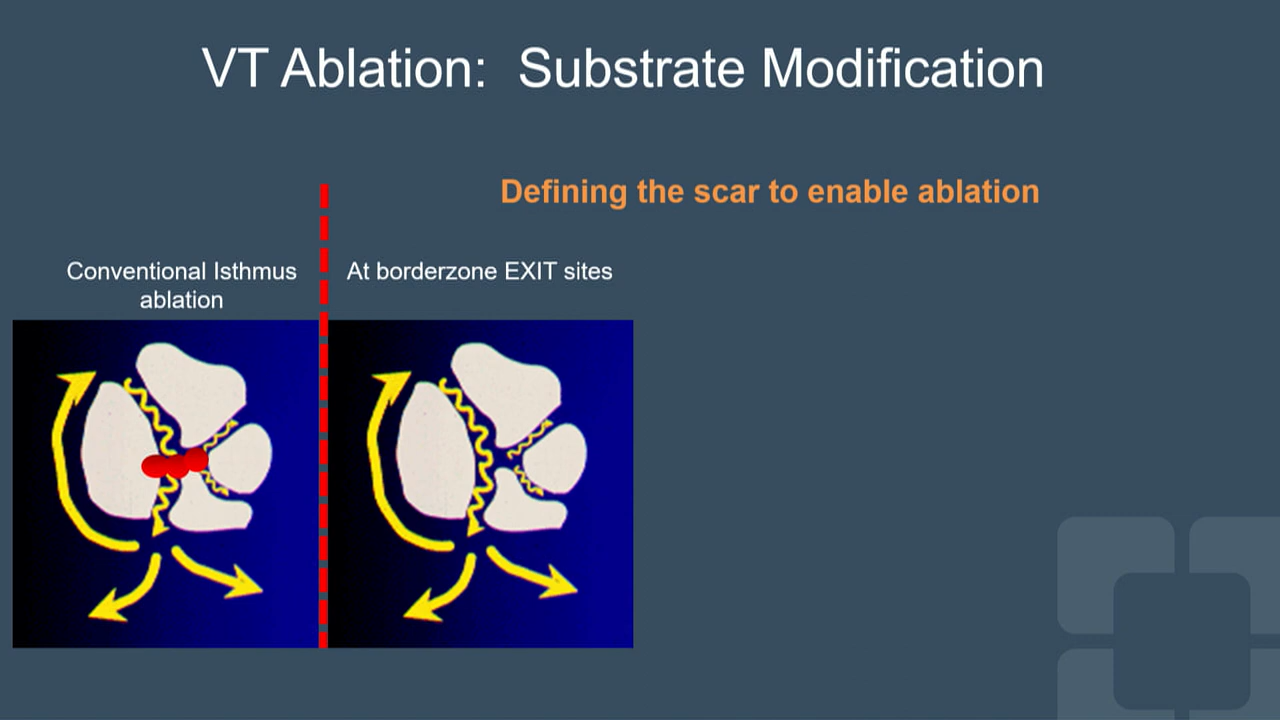 VT Ablation:  Substrate Modification
Defining the scar to enable ablation
Conventional Isthmus
ablation
At borderzone EXIT sites